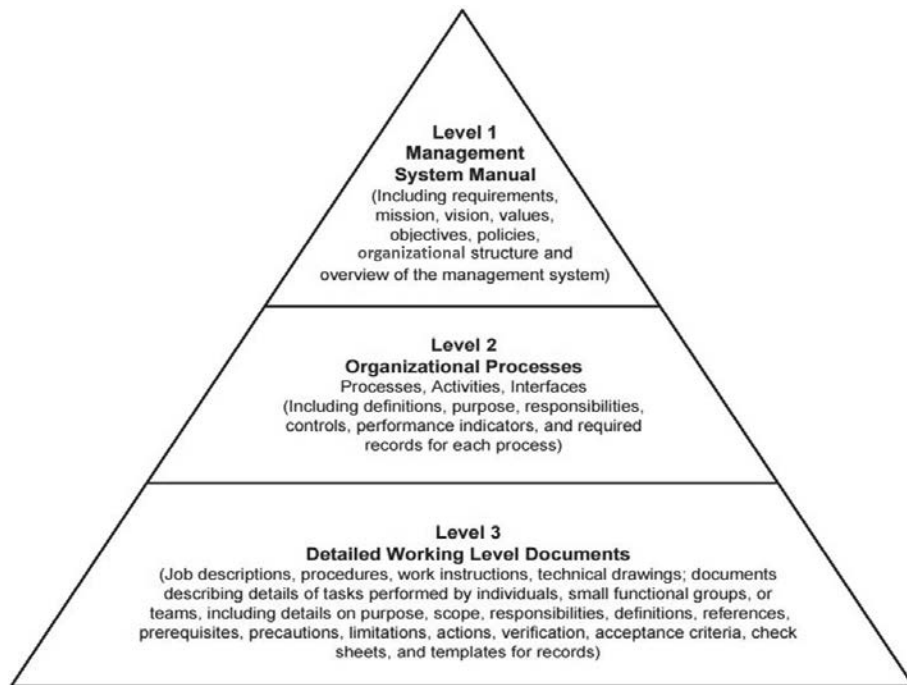 Level 1
Management
System Manual
(Including requirements,
mission, vision, values,
objectives, policies,
organizational structure and
overview of the management system)
Level 2
Organizational Processes
Processes, Activities, Interfaces
(Including definitions, purpose, responsibilities,
controls, performance indicators, and required
records for each process)
Level 3
Detailed Working Level Documents
(Job descriptions, procedures, work instructions, technical drawings; documents
describing details of tasks performed by individuals, small functional groups, or
teams, including details on purpose, scope, responsibilities, definitions, references,
prerequisites, precautions, limitations, actions, verification, acceptance criteria, check
sheets, and templates for records)